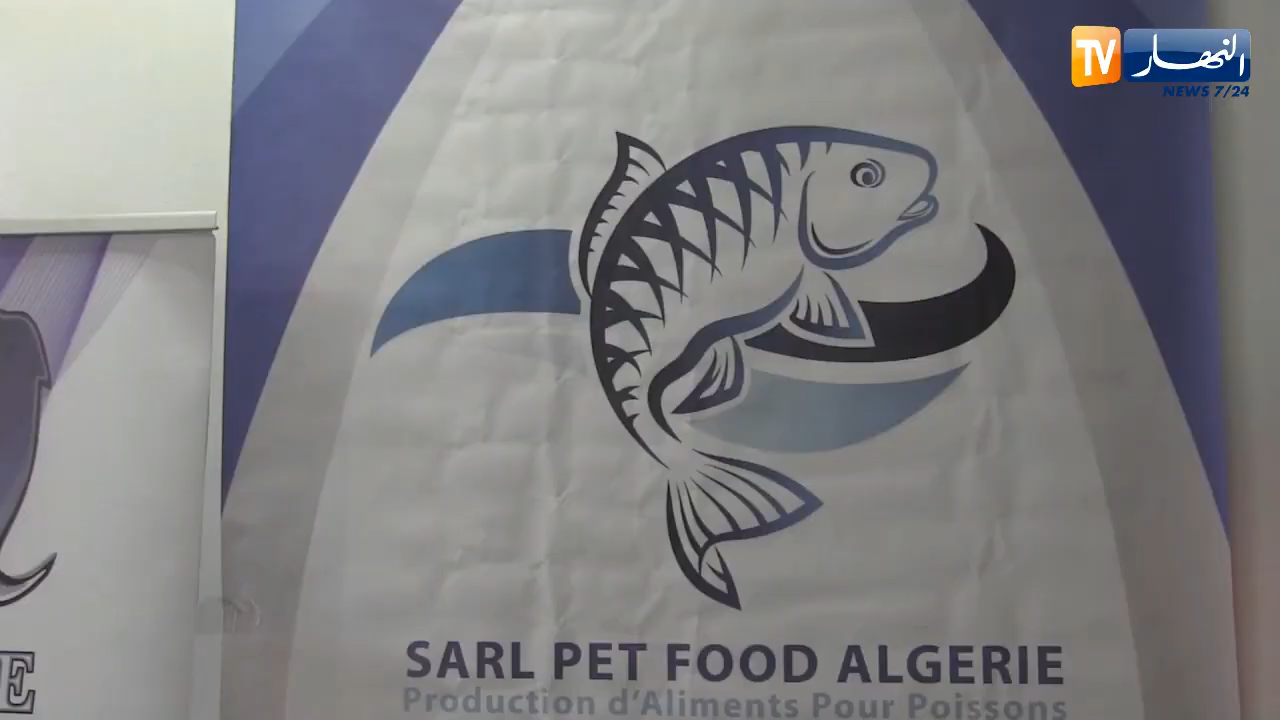 TV النهار
NEWS 7/24
SARL PET FOOD ALGERIE
Production d'Aliments Pour Poissons
E